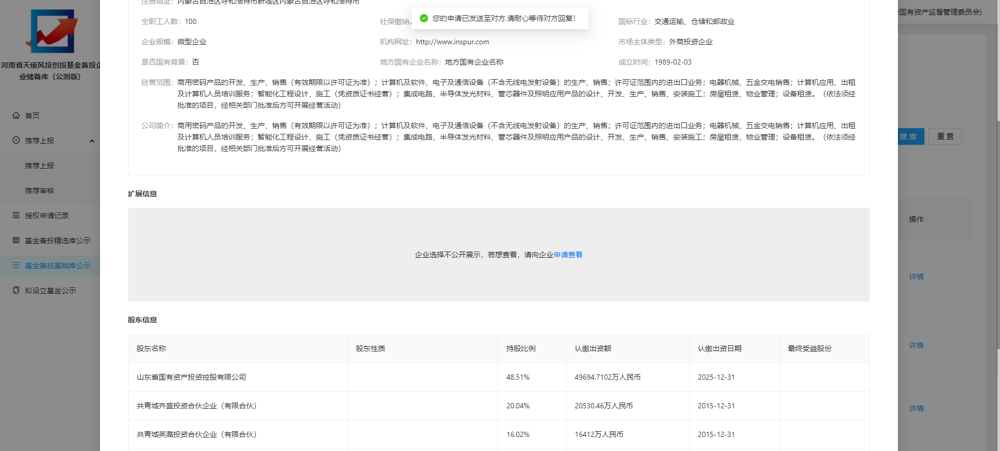 河南省天使风投创投基金备投企
业储备库（公测版）
首页
推荐上报
推荐上报
推荐审核
授权申请记录
基金备投精选库公示
基金备投基础库公示
拟设立基金公示
注册地址：内蒙古自治区呼和浩特市新城区内蒙古自治区呼和浩特市
您的申请已发送至对方,请耐心等待对方回复!
国有资产监督管理委员会)
全职工人数：100
社保缴纳
国标行业：交通运输、仓储和邮政业
企业规模：微型企业
机构网址：http://www.inspur.com
市场主体类型：外商投资企业
是否国有背景：否
地方国有企业名称：地方国有企业名称
成立时间：1989-02-03
经营范围：商用密码产品的开发、生产、销售（有效期限以许可证为准）；计算机及软件、电子及通信设备（不含无线电发射设备）的生产、销售；许可证范围内的进出口业务；电器机械、五金交电销售；计算机应用、出租
及计算机人员培训服务；智能化工程设计、施工（凭资质证书经营）；集成电路、半导体发光材料、管芯器件及照明应用产品的设计、开发、生产、销售、安装施工；房屋租赁、物业管理；设备租赁。（依法须经
批准的项目，经相关部门批准后方可开展经营活动）
公司简介：商用密码产品的开发、生产、销售（有效期限以许可证为准）；计算机及软件、电子及通信设备（不含无线电发射设备）的生产、销售；许可证范围内的进出口业务；电器机械、五金交电销售；计算机应用、出租
及计算机人员培训服务；智能化工程设计、施工（凭资质证书经营）；集成电路、半导体发光材料、管芯器件及照明应用产品的设计、开发、生产、销售、安装施工；房屋租赁、物业管理；设备租赁。（依法须经
批准的项目，经相关部门批准后方可开展经营活动）
搜 索
重 置
扩展信息
企业选择不公开展示，若想查看，请向企业申请查看
操作
详情
详情
详情
股东信息
股东名称 股东性质 持股比例 认缴出资额 认缴出资日期 最终受益股份
山东省国有资产投资控股有限公司 48.51% 49694.7102万人民币 2025-12-31
共青城齐盛投资合伙企业（有限合伙） 20.04% 20530.46万人民币 2015-12-31
共青城英潞投资合伙企业（有限合伙） 16.02% 16412万人民币 2015-12-31